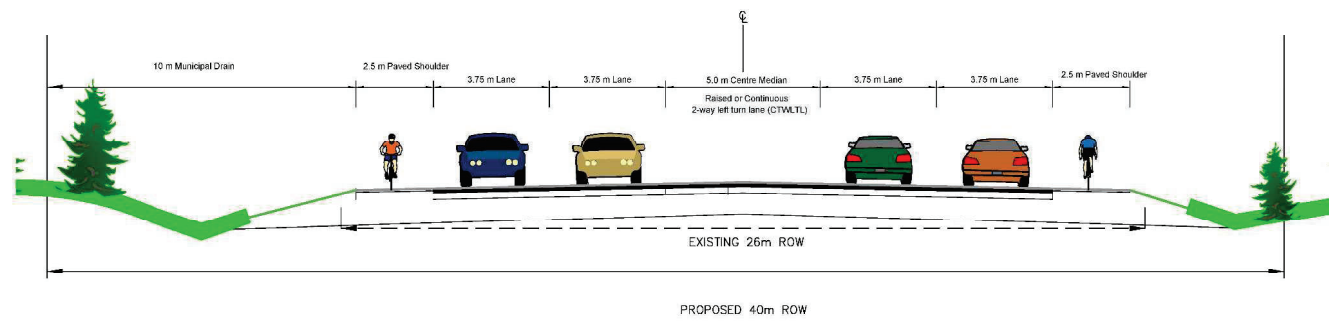 ℄
10 m Municipal Drain
2.5 m Paved Shoulder
3.75 m Lane
3.75 m Lane
5.0 m Centre Median
3.75 m Lane
3.75 m Lane
2.5 m Paved Shoulder
Raised or Continuous
2-way left turn lane (CTWLTL)
EXISTING 26m ROW
PROPOSED 40m ROW